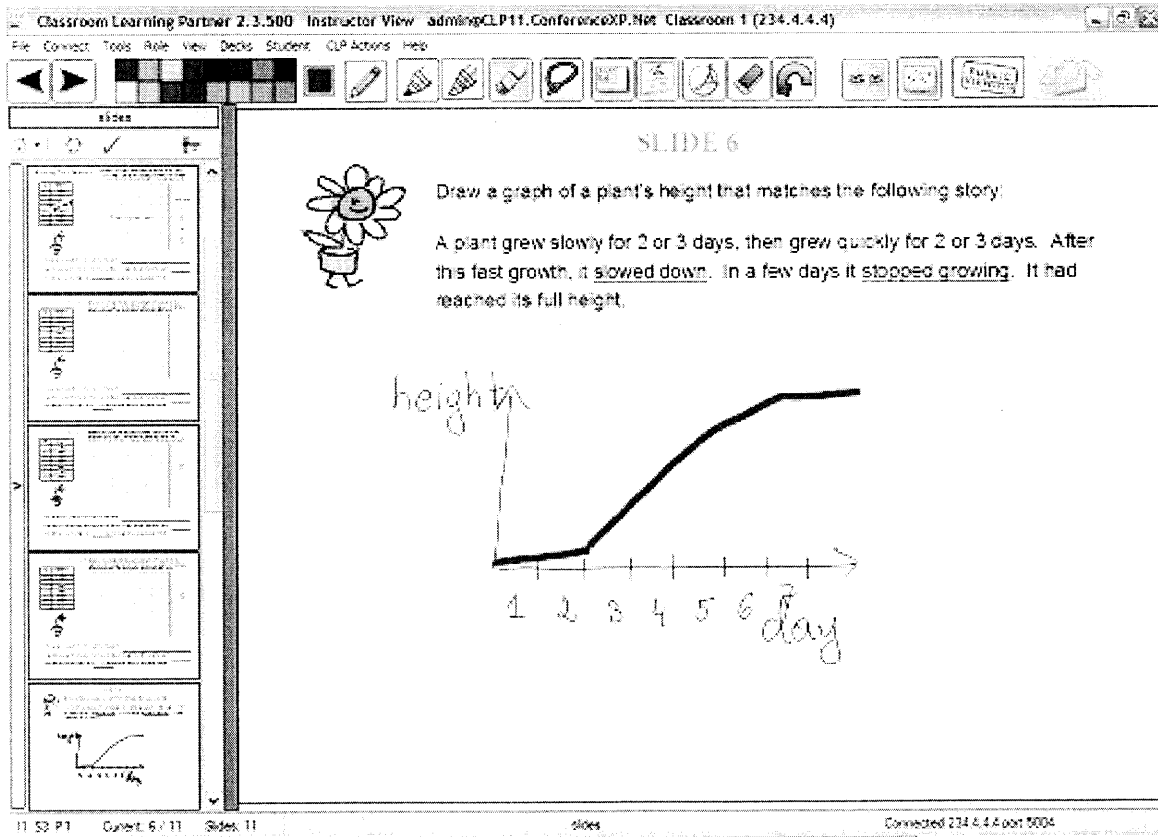 Classroom Learning Partner 2.3.500 Instructor View admin@CLP11.ConferenceXP.Net Classroom 1 (234.4.4.4)
File Connect Tools Role View Decks Student CLP Actions Help
slides
SLIDE 6
Draw a graph of a plant's height that matches the following story:
A plant grew slowly for 2 or 3 days, then grew quickly for 2 or 3 days. After
this fast growth, it slowed down. In a few days it stopped growing. It had
reached its full height.
height
1 2 3 4 5 6 7
day
I1 S3 P1 Current: 6 / 11 Slides: 11 slides Connected 234.4.4.4 port 5004